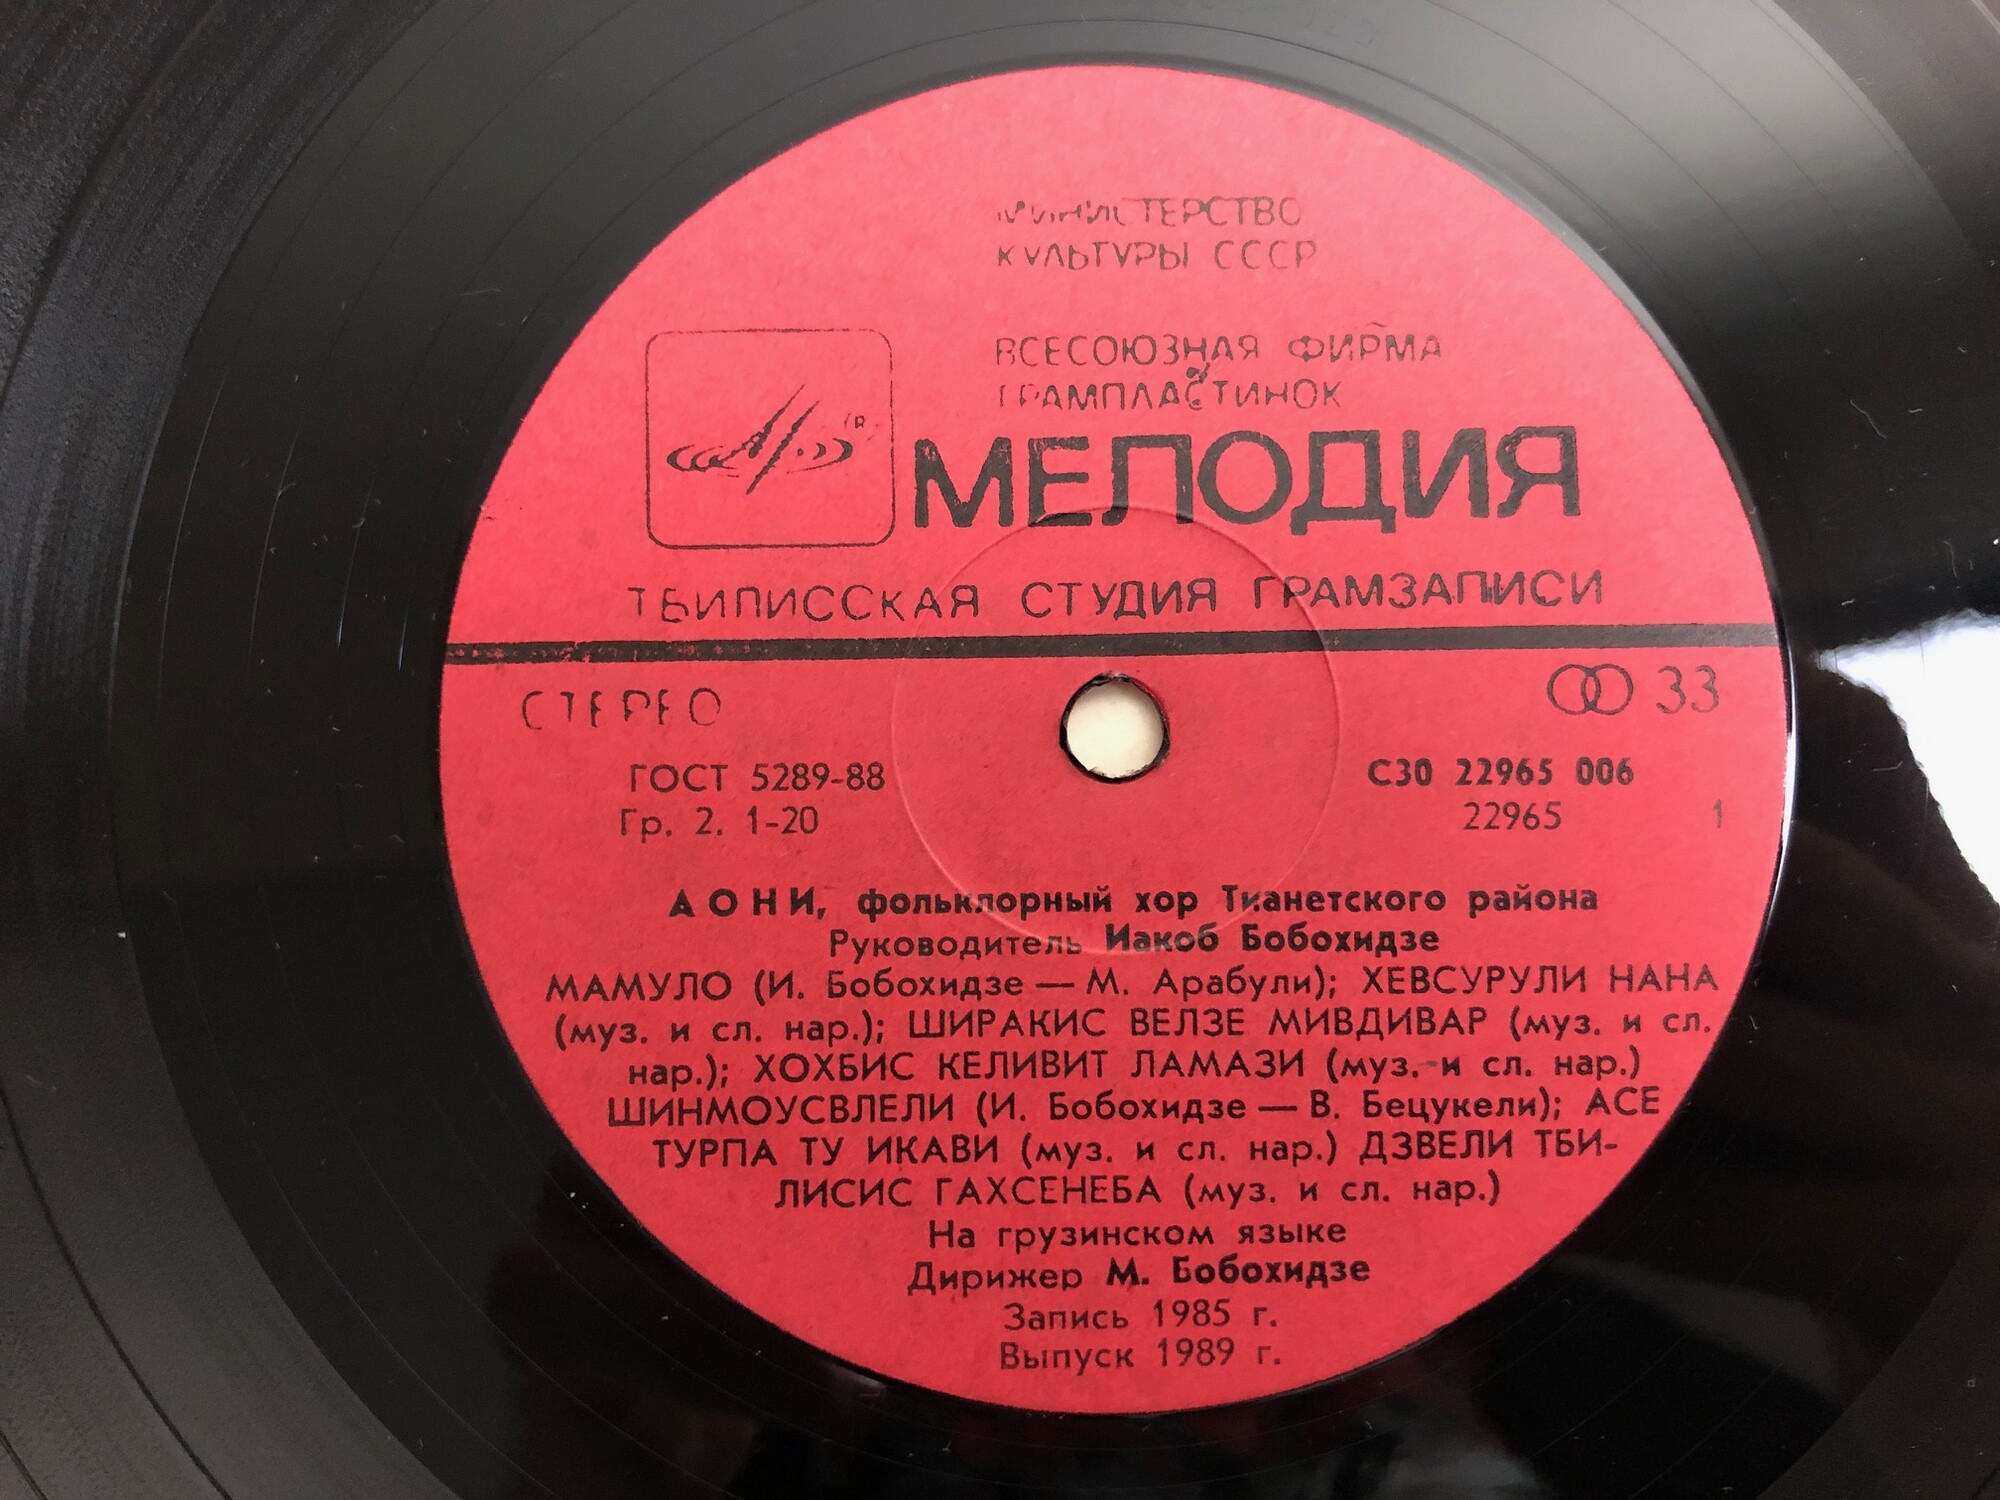 МИНИСТЕРСТВО
КУЛЬТУРЫ СССР
ВСЕСОЮЗНАЯ ФИРМА
ГРАМПЛАСТИНОК
®
МЕЛОДИЯ
ТБИЛИССКАЯ СТУДИЯ ГРАМЗАПИСИ
СТЕРЕО
33
ГОСТ 5289-88
С30 22965 006
Гр. 2. 1-20
22965 1
АОНИ, фольклорный хор Тианетского района
Руководитель Иакоб Бобохидзе
МАМУЛО (И. Бобохидзе — М. Арабули); ХЕВСУРУЛИ НАНА
(муз. и сл. нар.); ШИРАКИС ВЕЛЗЕ МИВДИВАР (муз. и сл.
нар.); ХОХБИС КЕЛИВИТ ЛАМАЗИ (муз. и сл. нар.)
ШИНМОУСВЛЕЛИ (И. Бобохидзе — В. Бецукели); АСЕ
ТУРПА ТУ ИКАВИ (муз. и сл. нар.) ДЗВЕЛИ ТБИ-
ЛИСИС ГАХСЕНЕБА (муз. и сл. нар.)
На грузинском языке
Дирижер М. Бобохидзе
Запись 1985 г.
Выпуск 1989 г.